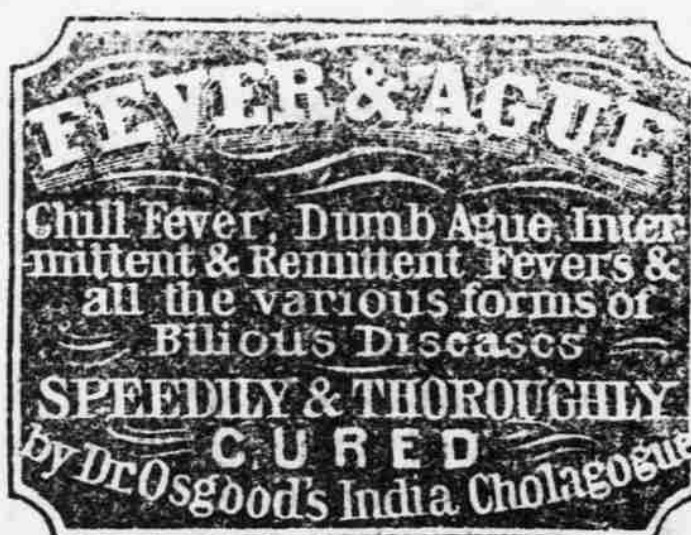 FEVER & AGUE
Chill Fever, Dumb Ague, Inter-
mittent & Remittent Fevers &
all the various forms of
Bilious Diseases
SPEEDILY & THOROUGHLY
CURED
by Dr. Osgood's India Cholagogue